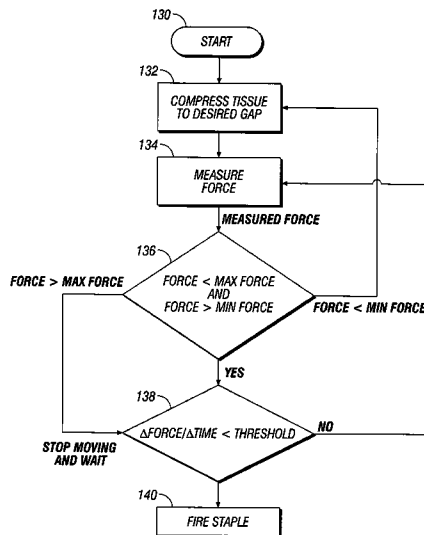 130
START
132
COMPRESS TISSUE
TO DESIRED GAP
134
MEASURE
FORCE
MEASURED FORCE
136
FORCE > MAX FORCE
FORCE < MAX FORCE
AND
FORCE > MIN FORCE
FORCE < MIN FORCE
YES
138
ΔFORCE/ΔTIME < THRESHOLD
NO
STOP MOVING
AND WAIT
140
FIRE STAPLE